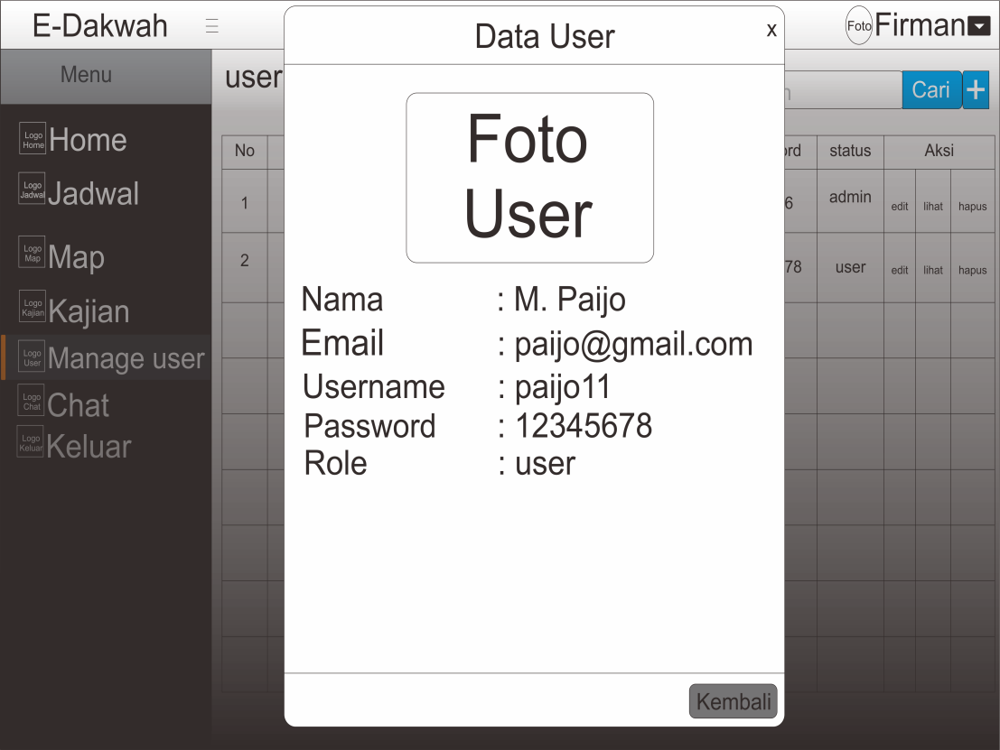 E-Dakwah
Data User
x
Foto
Firman
Menu
user
Cari
+
Logo Home
Home
Logo Jadwal
Jadwal
Logo Map
Map
Logo Kajian
Kajian
Logo User
Manage user
Logo Chat
Chat
Logo Keluar
Keluar
Foto
User
Nama : M. Paijo
Email : paijo@gmail.com
Username : paijo11
Password : 12345678
Role : user
Kembali
No status Aksi
1 6 admin edit lihat hapus
2 78 user edit lihat hapus